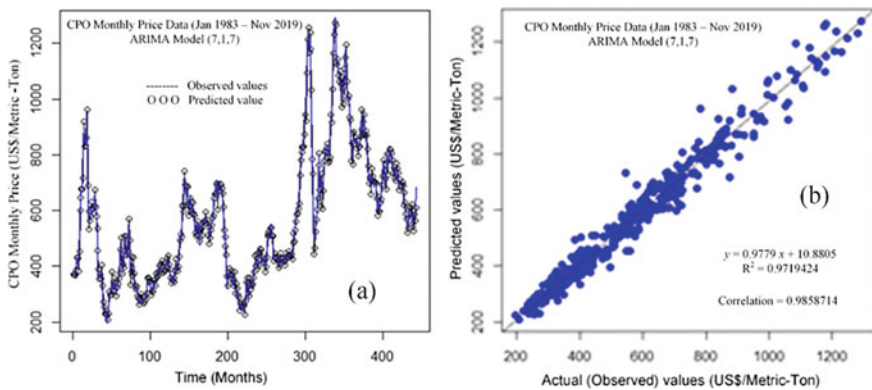 CPO Monthly Price Data (Jan 1983 – Nov 2019)
ARIMA Model (7,1,7)
-------- Observed values
O O O Predicted value
CPO Monthly Price (US$/Metric -Ton)
200 400 600 800 1000 1200
(a)
0 100 200 300 400
Time (Months)
CPO Monthly Price Data (Jan 1983 – Nov 2019)
ARIMA Model (7,1,7)
Predicted values (US$/Metric-Ton)
200 400 600 800 1000 1200
(b)
y = 0.9779 x + 10.8805
R² = 0.9719424
Correlation = 0.9858714
200 400 600 800 1000 1200
Actual (Observed) values (US$/Metric-Ton)